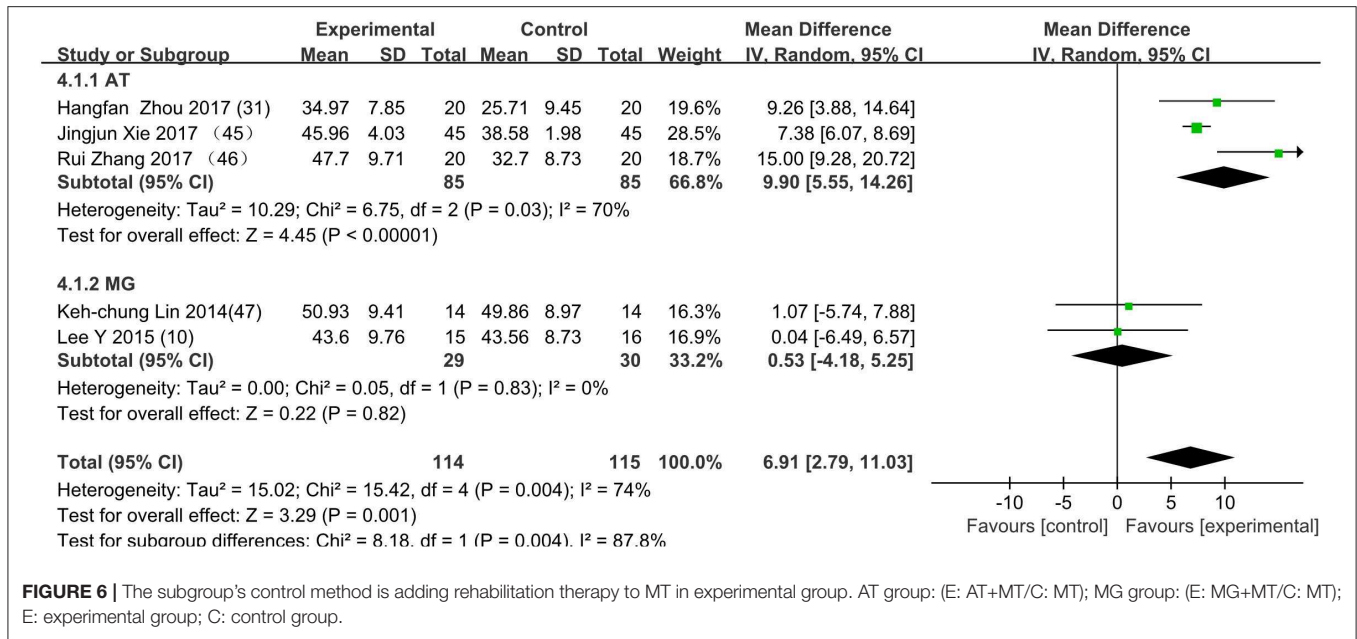 Experimental Control Mean Difference Mean Difference
Study or Subgroup Mean SD Total Mean SD Total Weight IV, Random, 95% CI IV, Random, 95% CI
4.1.1 AT
Hangfan Zhou 2017 (31) 34.97 7.85 20 25.71 9.45 20 19.6% 9.26 [3.88, 14.64]
Jingjun Xie 2017 （45） 45.96 4.03 45 38.58 1.98 45 28.5% 7.38 [6.07, 8.69]
Rui Zhang 2017 （46） 47.7 9.71 20 32.7 8.73 20 18.7% 15.00 [9.28, 20.72]
Subtotal (95% CI) 85 85 66.8% 9.90 [5.55, 14.26]
Heterogeneity: Tau² = 10.29; Chi² = 6.75, df = 2 (P = 0.03); I² = 70%
Test for overall effect: Z = 4.45 (P < 0.00001)
4.1.2 MG
Keh-chung Lin 2014(47) 50.93 9.41 14 49.86 8.97 14 16.3% 1.07 [-5.74, 7.88]
Lee Y 2015 (10) 43.6 9.76 15 43.56 8.73 16 16.9% 0.04 [-6.49, 6.57]
Subtotal (95% CI) 29 30 33.2% 0.53 [-4.18, 5.25]
Heterogeneity: Tau² = 0.00; Chi² = 0.05, df = 1 (P = 0.83); I² = 0%
Test for overall effect: Z = 0.22 (P = 0.82)
Total (95% CI) 114 115 100.0% 6.91 [2.79, 11.03]
Heterogeneity: Tau² = 15.02; Chi² = 15.42, df = 4 (P = 0.004); I² = 74%
Test for overall effect: Z = 3.29 (P = 0.001)
Test for subgroup differences: Chi² = 8.18, df = 1 (P = 0.004), I² = 87.8%
-10 -5 0 5 10
Favours [control] Favours [experimental]
FIGURE 6 | The subgroup's control method is adding rehabilitation therapy to MT in experimental group. AT group: (E: AT+MT/C: MT); MG group: (E: MG+MT/C: MT);
E: experimental group; C: control group.